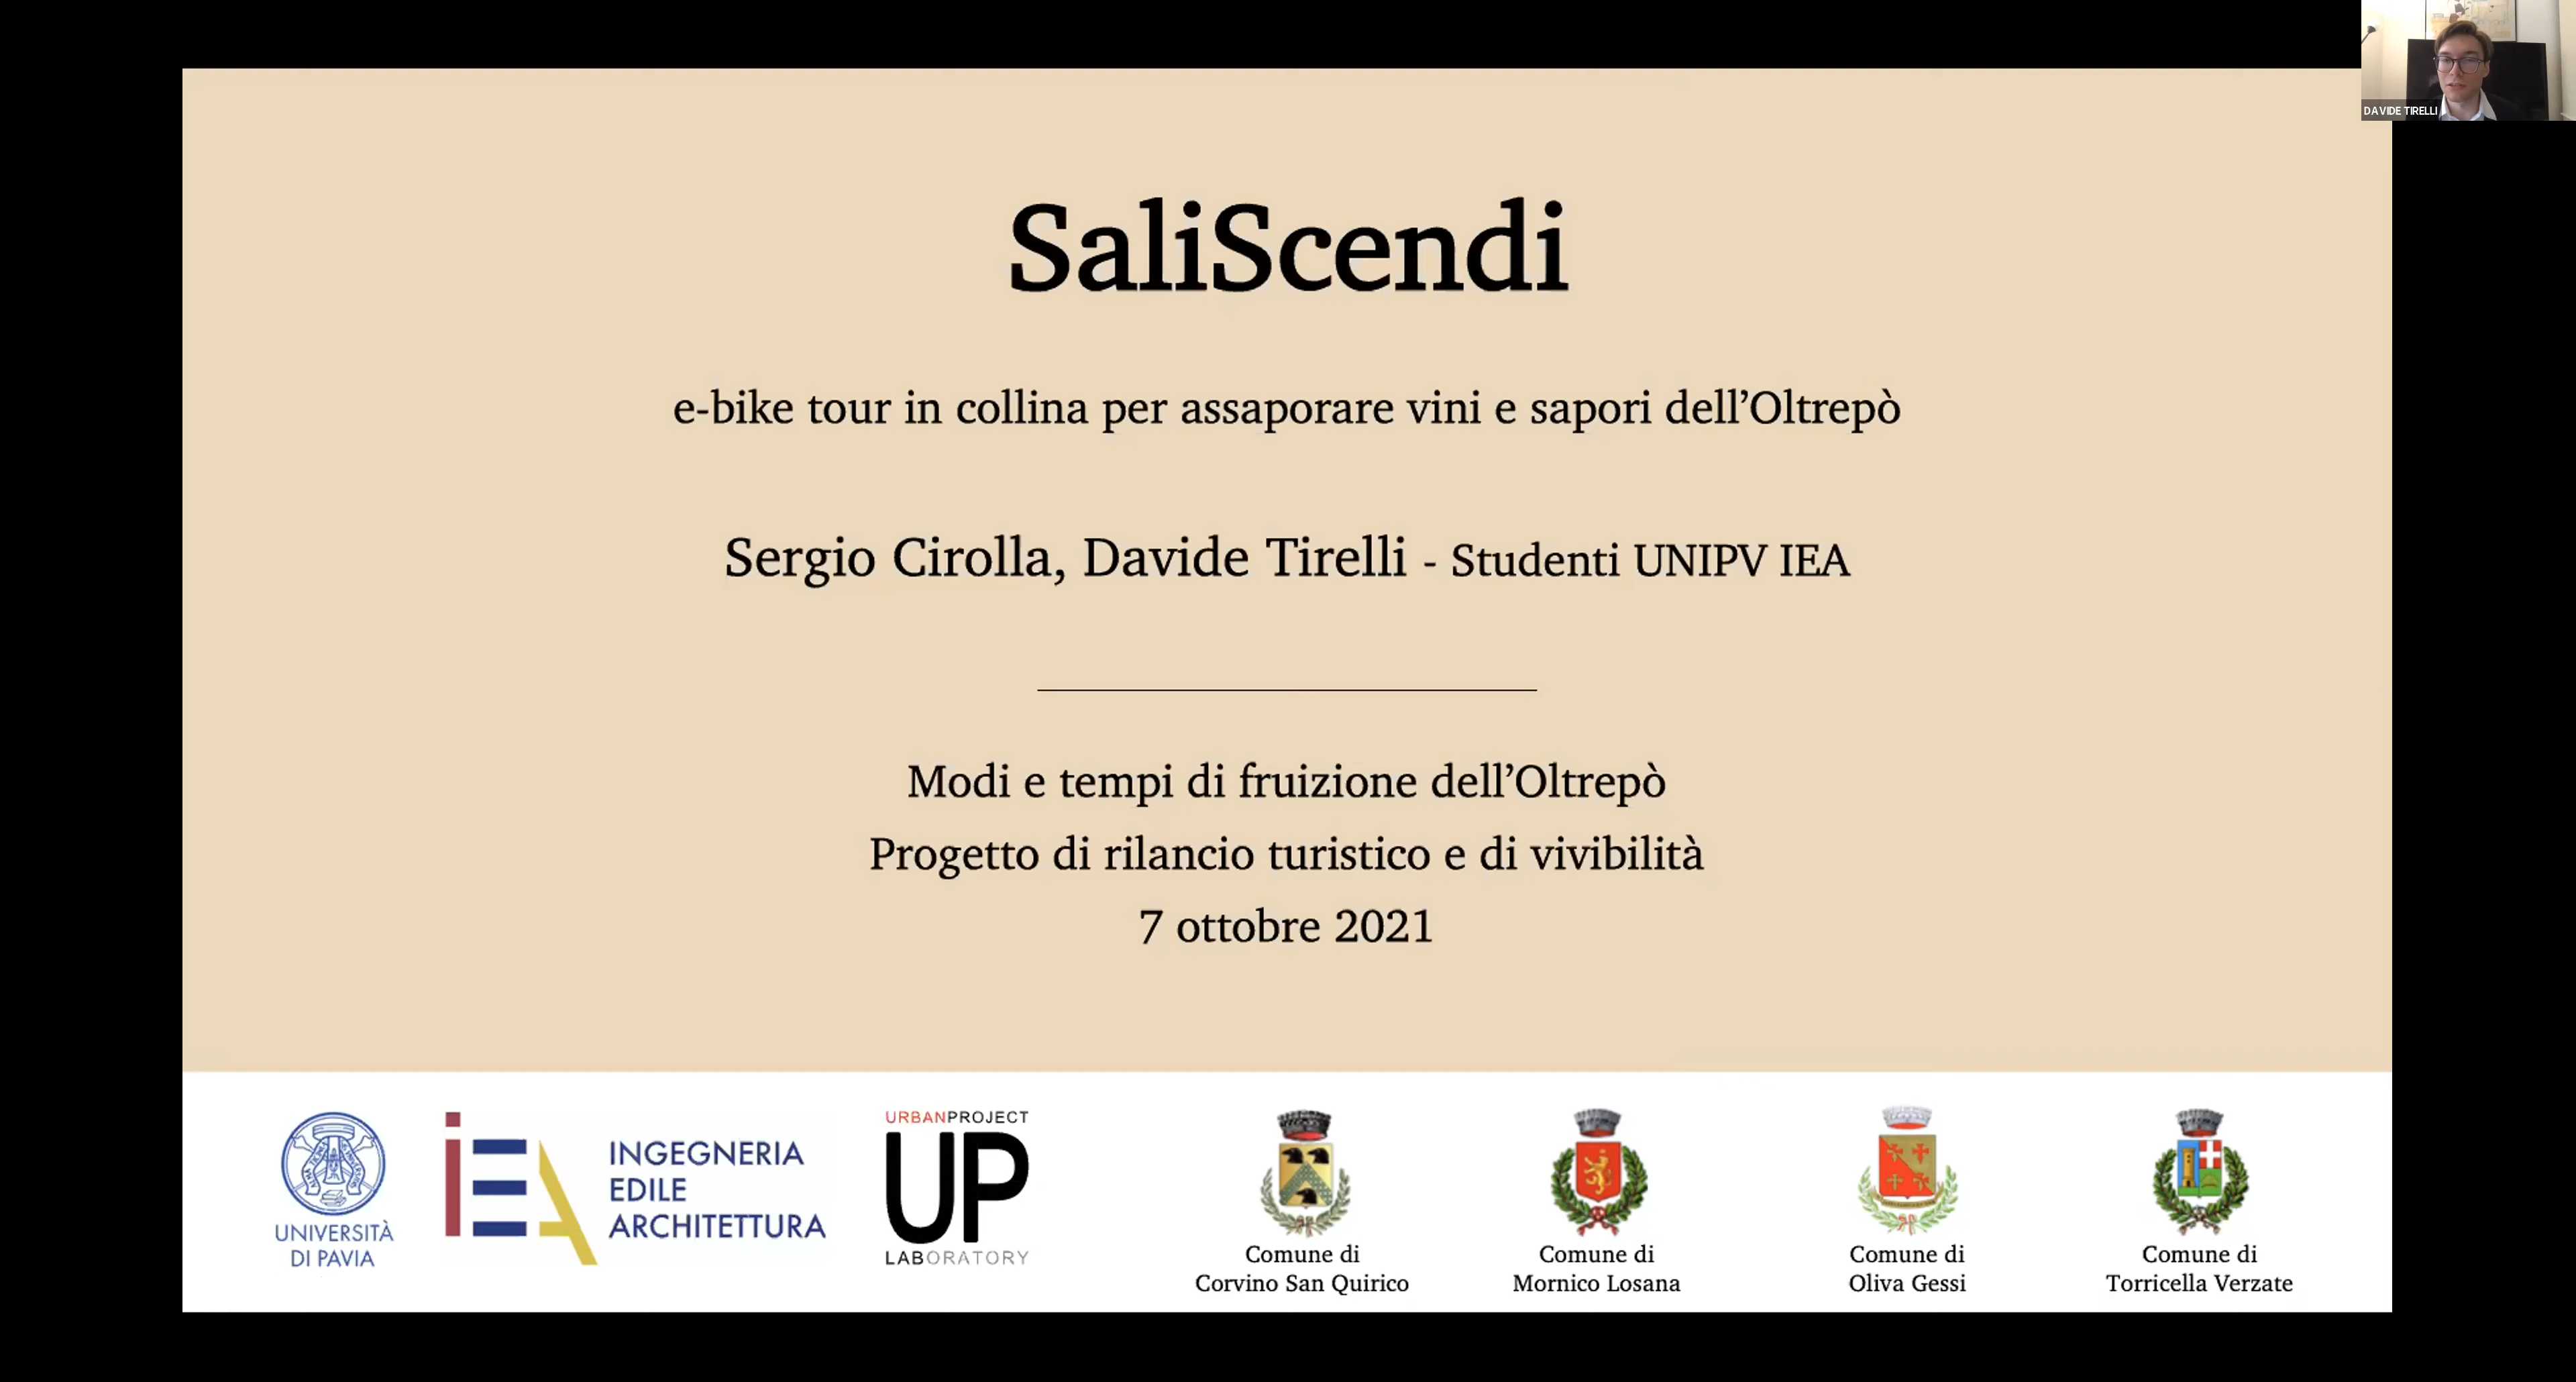 DAVIDE TIRELLI
SaliScendi
e-bike tour in collina per assaporare vini e sapori dell’Oltrepò
Sergio Cirolla, Davide Tirelli - Studenti UNIPV IEA
Modi e tempi di fruizione dell’Oltrepò
Progetto di rilancio turistico e di vivibilità
7 ottobre 2021
UNIVERSITÀ
DI PAVIA
iEA
INGEGNERIA
EDILE
ARCHITETTURA
URBANPROJECT
UP
LABORATORY
Comune di
Corvino San Quirico
Comune di
Mornico Losana
Comune di
Oliva Gessi
Comune di
Torricella Verzate